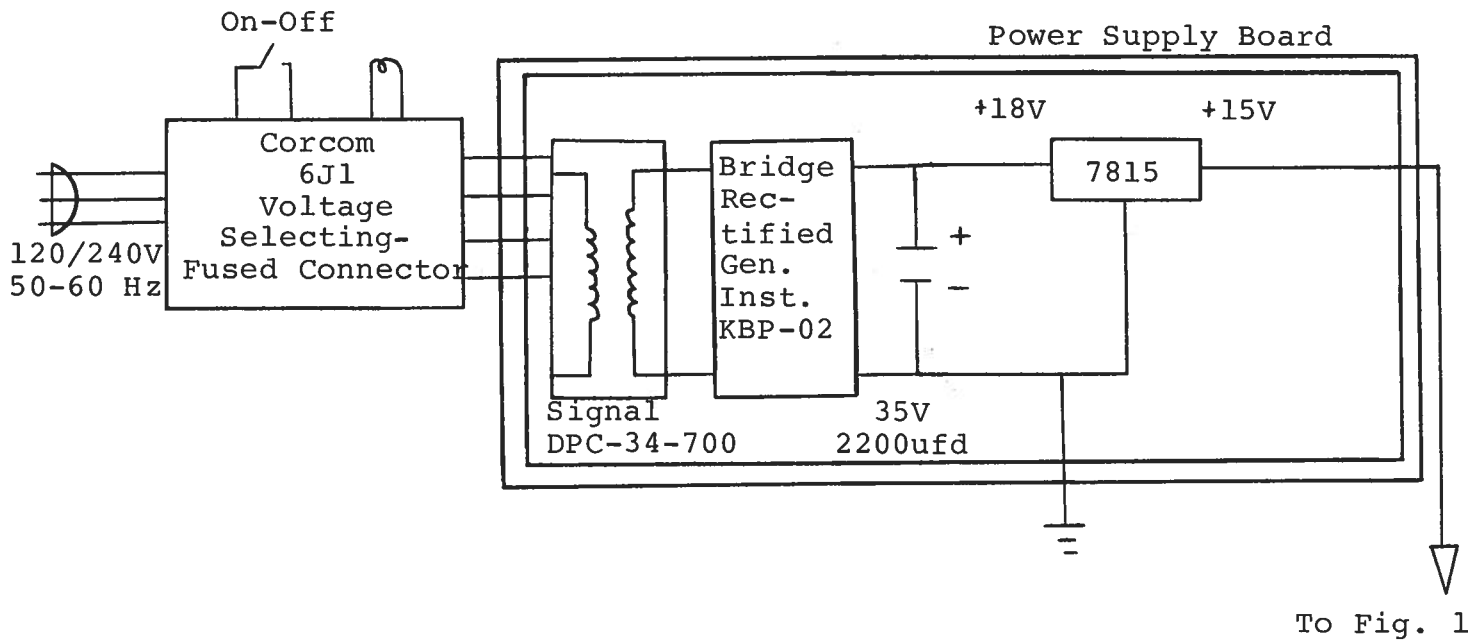 On-Off
Power Supply Board
+18V
+15V
Corcom
6J1
Voltage
Selecting-
Fused Connector
120/240V
50-60 Hz
Bridge
Rec-
tified
Gen.
Inst.
KBP-02
7815
+
-
Signal
DPC-34-700
35V
2200ufd
To Fig. 1